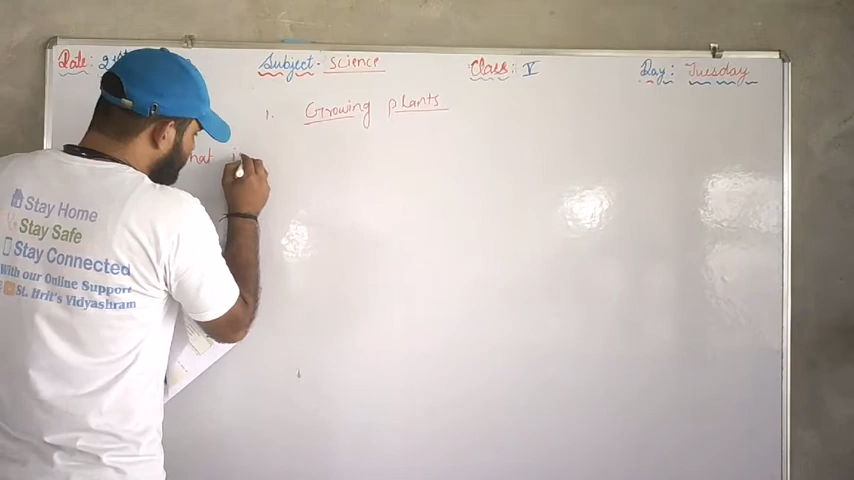 Date: 21st Subject- Science Class: V Day: Tuesday
1. Growing plants
hat i
Stay Home
Stay Safe
Stay Connected
With our Online Support
St. Hrit's Vidyashram